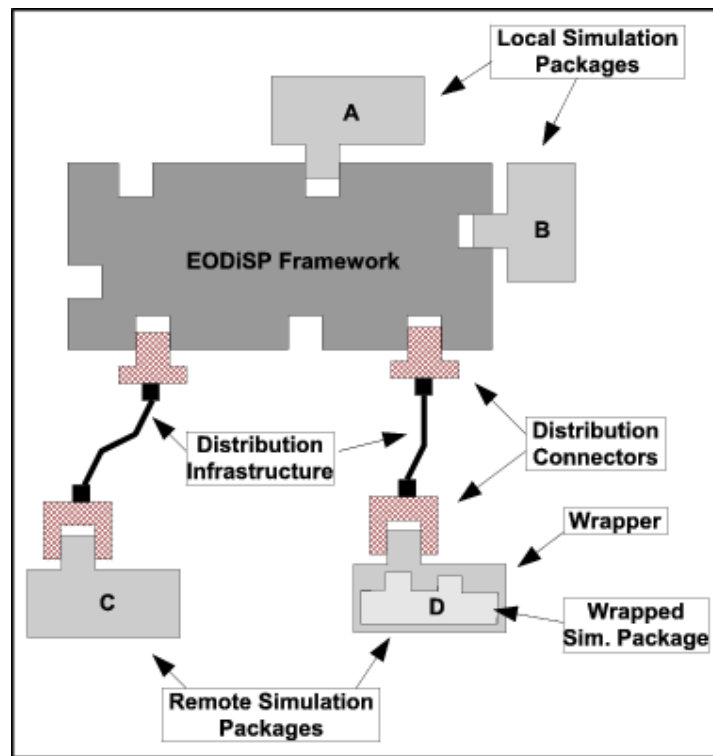 Local Simulation
Packages
A
B
EODiSP Framework
Distribution
Infrastructure
Distribution
Connectors
Wrapper
C
D
Wrapped
Sim. Package
Remote Simulation
Packages